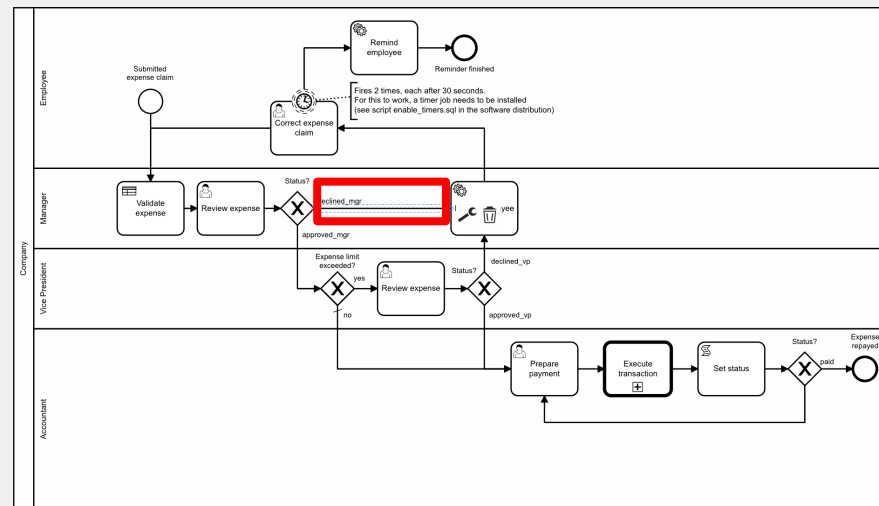 Company
Employee
Submitted
expense claim
Remind
employee
Reminder finished
Fires 2 times, each after 30 seconds.
For this to work, a timer job needs to be installed
(see script enable_timers.sql in the software distribution)
Correct expense
claim
Manager
Validate
expense
Review expense
Status?
eclined_mgr
yee
approved_mgr
Vice President
Expense limit
exceeded?
yes
no
Review expense
Status?
declined_vp
approved_vp
Accountant
Prepare
payment
Execute
transaction
Set status
Status?
paid
Expense
repayed